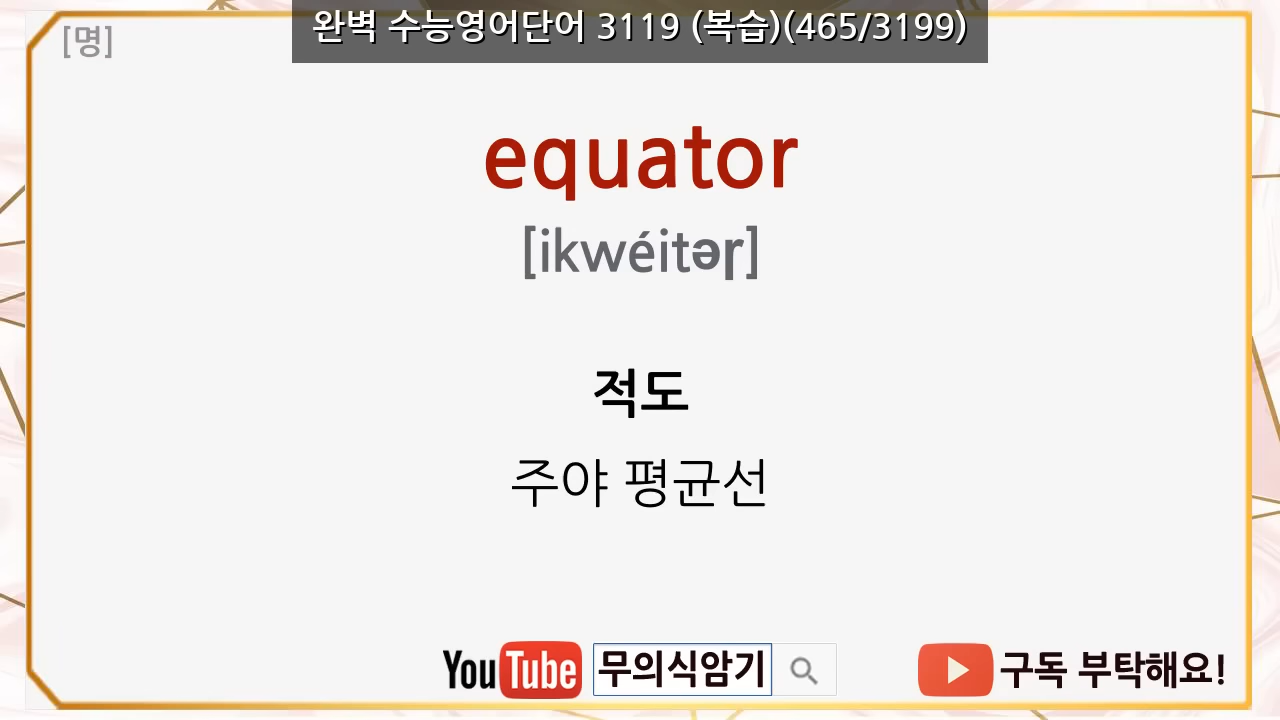 완벽 수능영어단어 3119 (복습)(465/3199)
[명]
equator
[ikwéitər]
적도
주야 평균선
YouTube 무의식암기 구독 부탁해요!